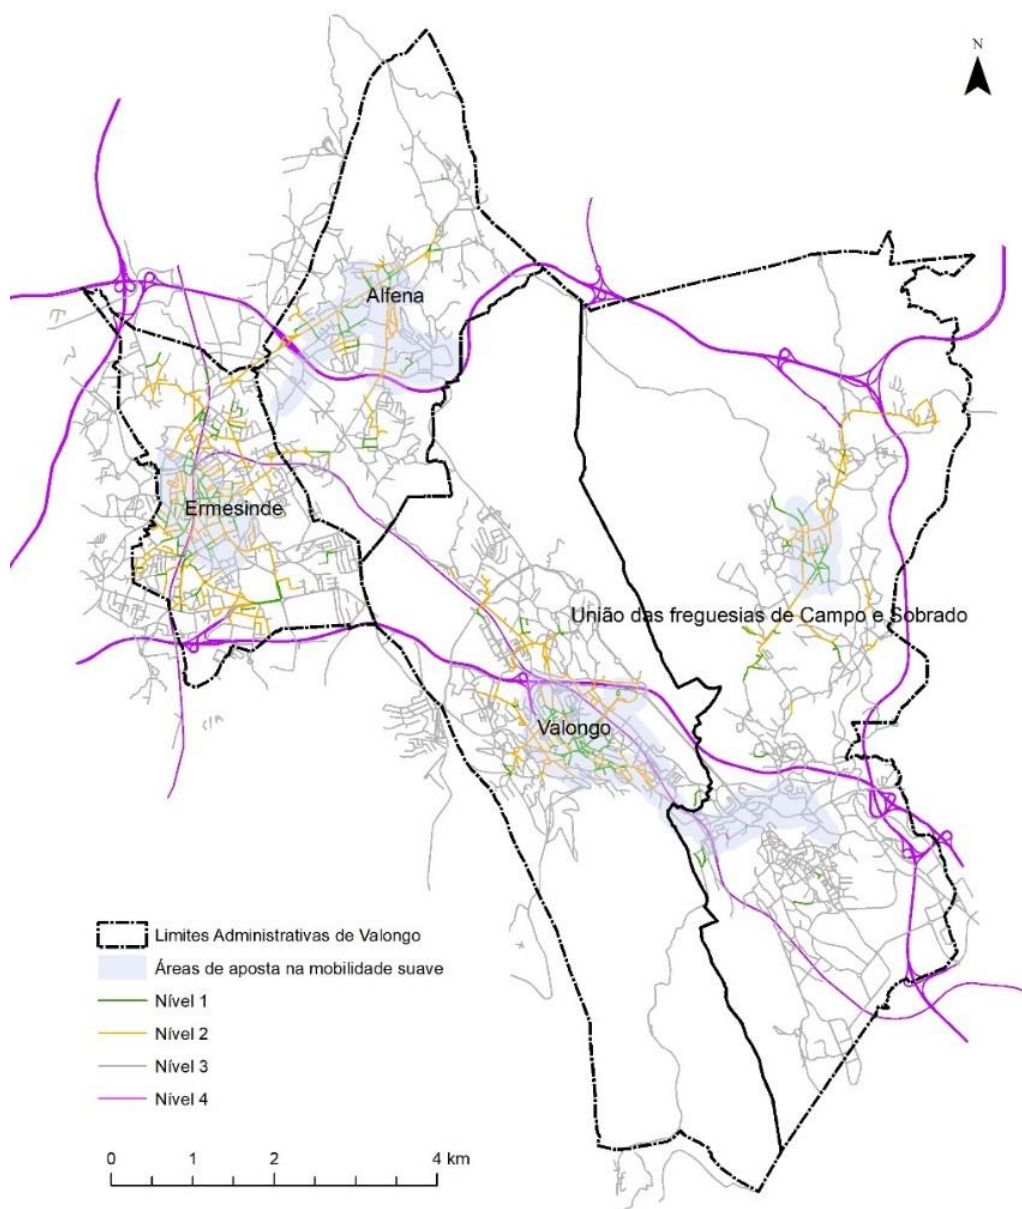 N
Alfena
Ermesinde
União das freguesias de Campo e Sobrado
Valongo
Limites Administrativas de Valongo
Áreas de aposta na mobilidade suave
Nível 1
Nível 2
Nível 3
Nível 4
0 1 2 4 km